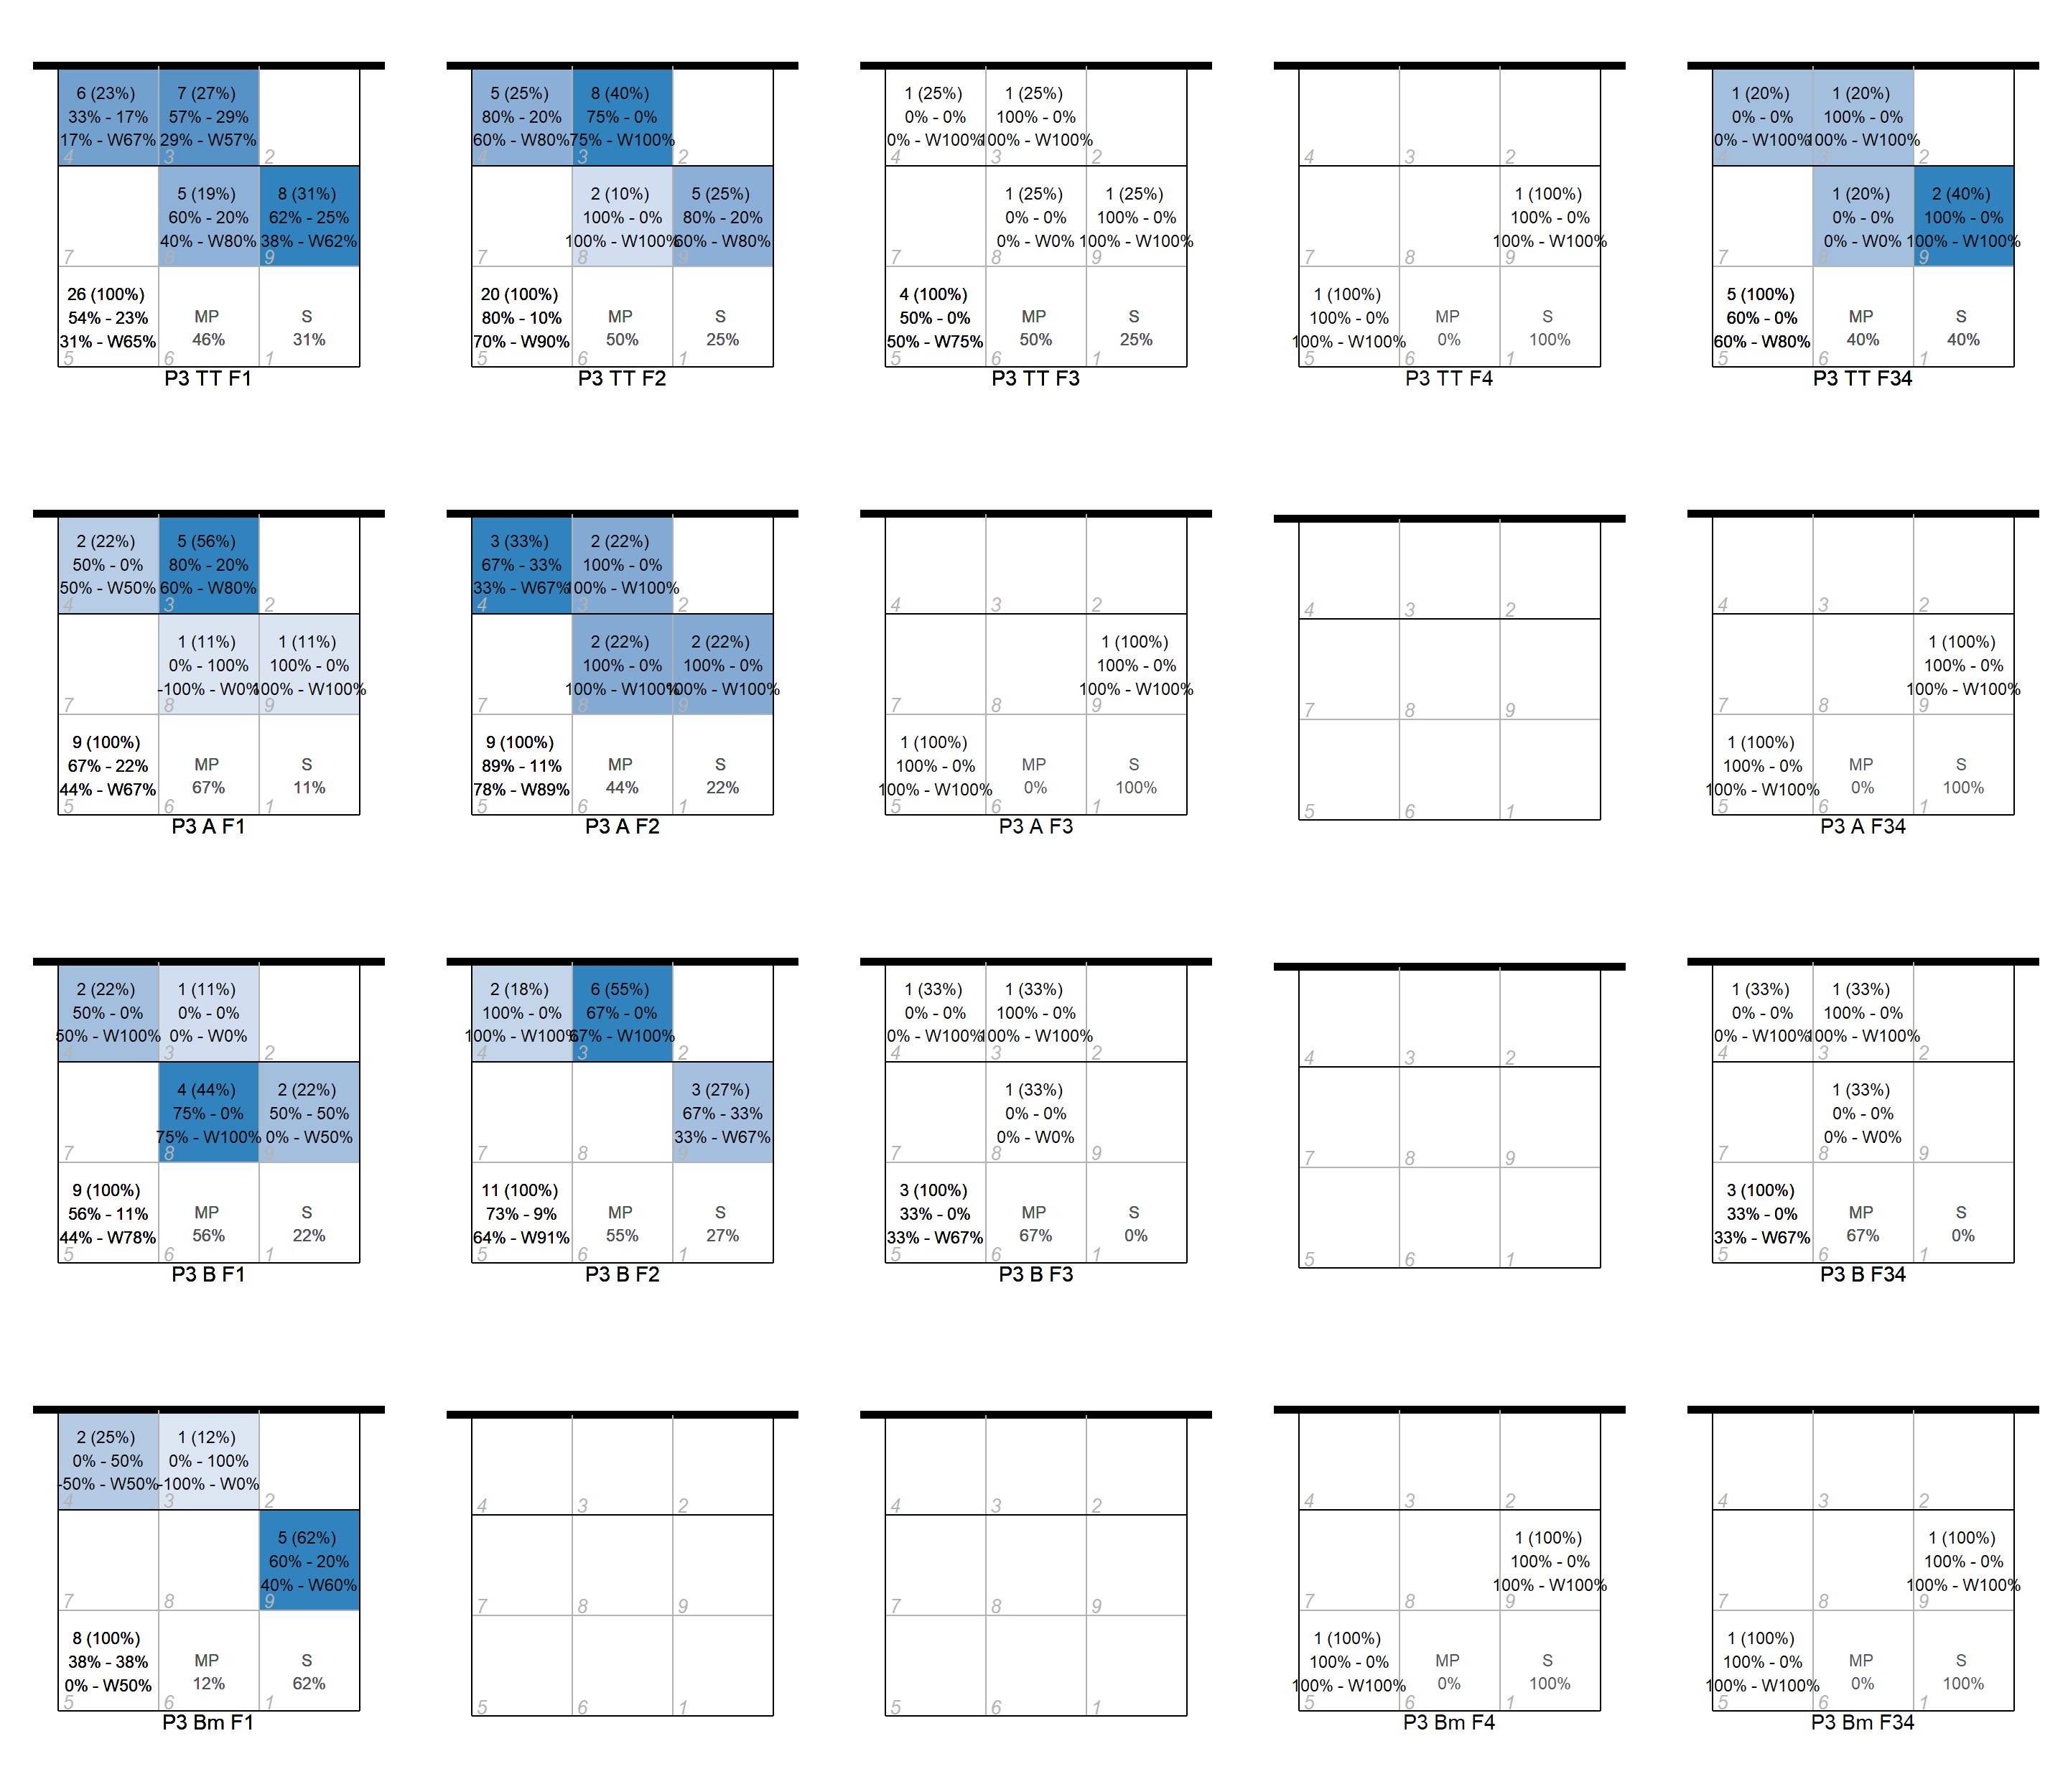 6 (23%) 7 (27%)
33% - 17% 57% - 29%
17% - W67% 29% - W57%
4 3 2
5 (19%) 8 (31%)
60% - 20% 62% - 25%
40% - W80% 38% - W62%
7 8 9
26 (100%)
54% - 23% MP S
31% - W65% 46% 31%
5 6 1
P3 TT F1
5 (25%) 8 (40%)
80% - 20% 75% - 0%
60% - W80% 75% - W100%
4 3 2
2 (10%) 5 (25%)
100% - 0% 80% - 20%
100% - W100% 60% - W80%
7 8 9
20 (100%)
80% - 10% MP S
70% - W90% 50% 25%
5 6 1
P3 TT F2
1 (25%) 1 (25%)
0% - 0% 100% - 0%
0% - W100% 100% - W100%
4 3 2
1 (25%) 1 (25%)
0% - 0% 100% - 0%
0% - W0% 100% - W100%
7 8 9
4 (100%)
50% - 0% MP S
50% - W75% 50% 25%
5 6 1
P3 TT F3
4 3 2
1 (100%)
100% - 0%
100% - W100%
7 8 9
1 (100%)
100% - 0% MP S
100% - W100% 0% 100%
5 6 1
P3 TT F4
1 (20%) 1 (20%)
0% - 0% 100% - 0%
0% - W100% 100% - W100%
4 3 2
1 (20%) 2 (40%)
0% - 0% 100% - 0%
0% - W0% 100% - W100%
7 8 9
5 (100%)
60% - 0% MP S
60% - W80% 40% 40%
5 6 1
P3 TT F34
2 (22%) 5 (56%)
50% - 0% 80% - 20%
50% - W50% 60% - W80%
4 3 2
1 (11%) 1 (11%)
0% - 100% 100% - 0%
-100% - W0% 100% - W100%
7 8 9
9 (100%)
67% - 22% MP S
44% - W67% 67% 11%
5 6 1
P3 A F1
3 (33%) 2 (22%)
67% - 33% 100% - 0%
33% - W67% 100% - W100%
4 3 2
2 (22%) 2 (22%)
100% - 0% 100% - 0%
100% - W100% 100% - W100%
7 8 9
9 (100%)
89% - 11% MP S
78% - W89% 44% 22%
5 6 1
P3 A F2
4 3 2
1 (100%)
100% - 0%
100% - W100%
7 8 9
1 (100%)
100% - 0% MP S
100% - W100% 0% 100%
5 6 1
P3 A F3
4 3 2
7 8 9
5 6 1
4 3 2
1 (100%)
100% - 0%
100% - W100%
7 8 9
1 (100%)
100% - 0% MP S
100% - W100% 0% 100%
5 6 1
P3 A F34
2 (22%) 1 (11%)
50% - 0% 0% - 0%
50% - W100% 0% - W0%
4 3 2
4 (44%) 2 (22%)
75% - 0% 50% - 50%
75% - W100% 0% - W50%
7 8 9
9 (100%)
56% - 11% MP S
44% - W78% 56% 22%
5 6 1
P3 B F1
2 (18%) 6 (55%)
100% - 0% 67% - 0%
100% - W100% 67% - W100%
4 3 2
3 (27%)
67% - 33%
33% - W67%
7 8 9
11 (100%)
73% - 9% MP S
64% - W91% 55% 27%
5 6 1
P3 B F2
1 (33%) 1 (33%)
0% - 0% 100% - 0%
0% - W100% 100% - W100%
4 3 2
1 (33%)
0% - 0%
0% - W0%
7 8 9
3 (100%)
33% - 0% MP S
33% - W67% 67% 0%
5 6 1
P3 B F3
4 3 2
7 8 9
5 6 1
1 (33%) 1 (33%)
0% - 0% 100% - 0%
0% - W100% 100% - W100%
4 3 2
1 (33%)
0% - 0%
0% - W0%
7 8 9
3 (100%)
33% - 0% MP S
33% - W67% 67% 0%
5 6 1
P3 B F34
2 (25%) 1 (12%)
0% - 50% 0% - 100%
-50% - W50% -100% - W0%
4 3 2
5 (62%)
60% - 20%
40% - W60%
7 8 9
8 (100%)
38% - 38% MP S
0% - W50% 12% 62%
5 6 1
P3 Bm F1
4 3 2
7 8 9
5 6 1
4 3 2
7 8 9
5 6 1
4 3 2
1 (100%)
100% - 0%
100% - W100%
7 8 9
1 (100%)
100% - 0% MP S
100% - W100% 0% 100%
5 6 1
P3 Bm F4
4 3 2
1 (100%)
100% - 0%
100% - W100%
7 8 9
1 (100%)
100% - 0% MP S
100% - W100% 0% 100%
5 6 1
P3 Bm F34